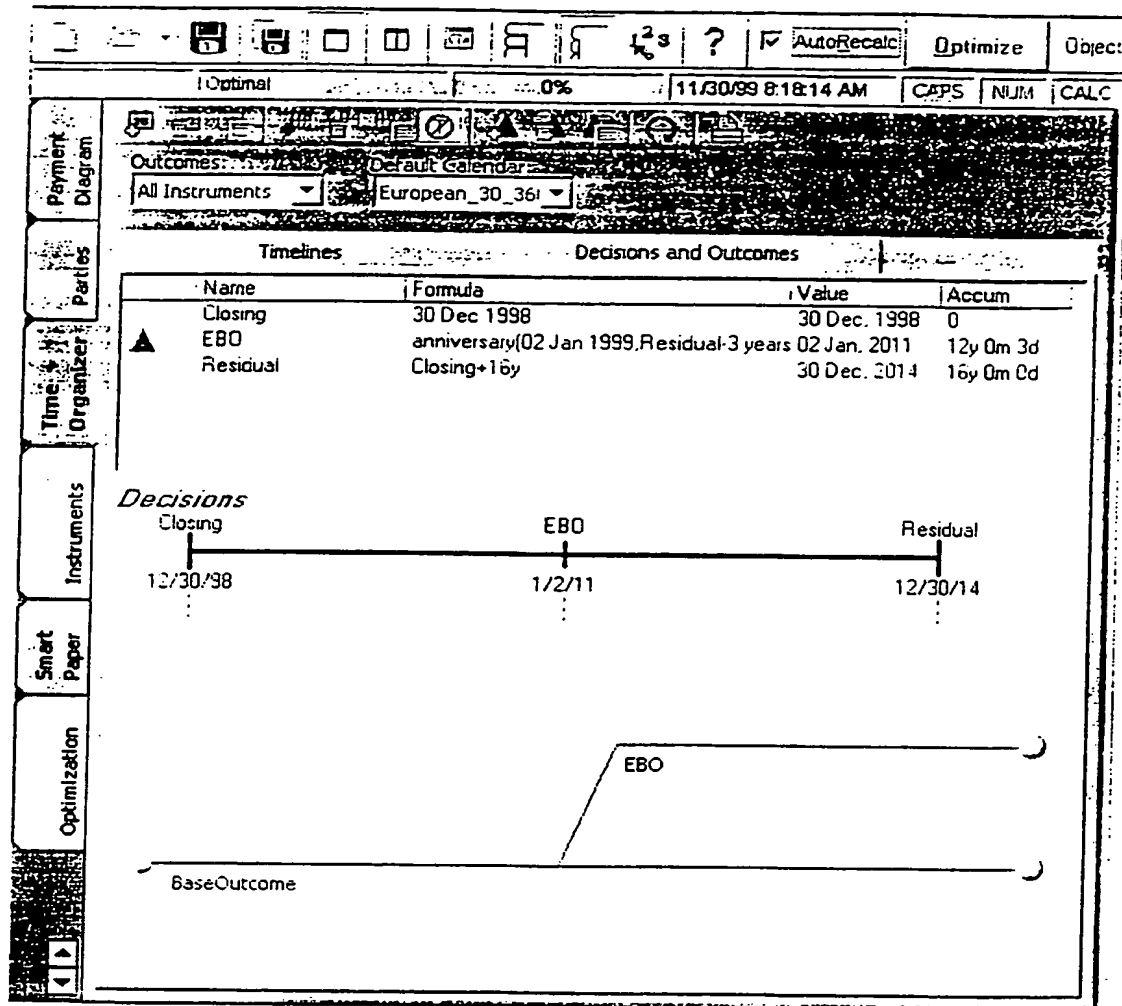 AutoRecalc Optimize Objec
Optimal 0% 11/30/99 8:18:14 AM CAPS NUM CALC
Payment Diagram
Parties
Time Organizer
Instruments
Smart Paper
Optimization
Outcomes: Default Calendar
All Instruments European_30_36
Timelines Decisions and Outcomes
Name Formula Value Accum
Closing 30 Dec 1998 30 Dec. 1998 0
EBO anniversary(02 Jan 1999,Residual-3 years 02 Jan. 2011 12y 0m 3d
Residual Closing+16y 30 Dec. 2014 16y 0m 0d
Decisions
Closing EBO Residual
12/30/98 1/2/11 12/30/14
EBO
BaseOutcome